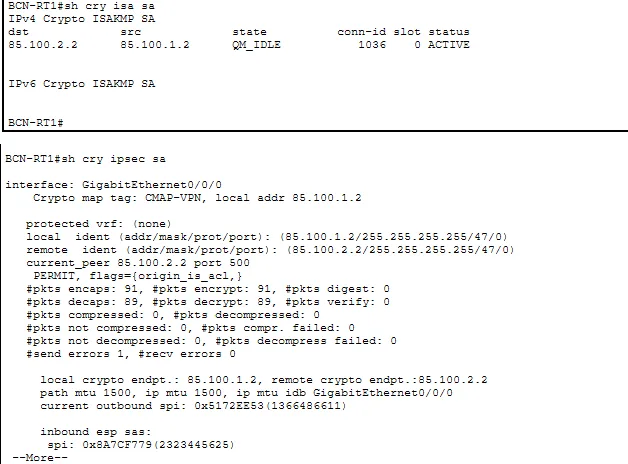 BCN-RT1#sh cry isa sa
IPv4 Crypto ISAKMP SA
dst             src             state          conn-id slot status
85.100.2.2      85.100.1.2      QM_IDLE           1036    0 ACTIVE
IPv6 Crypto ISAKMP SA
BCN-RT1#
BCN-RT1#sh cry ipsec sa
interface: GigabitEthernet0/0/0
Crypto map tag: CMAP-VPN, local addr 85.100.1.2
protected vrf: (none)
local  ident (addr/mask/prot/port): (85.100.1.2/255.255.255.255/47/0)
remote  ident (addr/mask/prot/port): (85.100.2.2/255.255.255.255/47/0)
current_peer 85.100.2.2 port 500
PERMIT, flags={origin_is_acl,}
#pkts encaps: 91, #pkts encrypt: 91, #pkts digest: 0
#pkts decaps: 89, #pkts decrypt: 89, #pkts verify: 0
#pkts compressed: 0, #pkts decompressed: 0
#pkts not compressed: 0, #pkts compr. failed: 0
#pkts not decompressed: 0, #pkts decompress failed: 0
#send errors 1, #recv errors 0
local crypto endpt.: 85.100.1.2, remote crypto endpt.:85.100.2.2
path mtu 1500, ip mtu 1500, ip mtu idb GigabitEthernet0/0/0
current outbound spi: 0x5172EE53(1366486611)
inbound esp sas:
spi: 0x8A7CF779(2323445625)
--More--